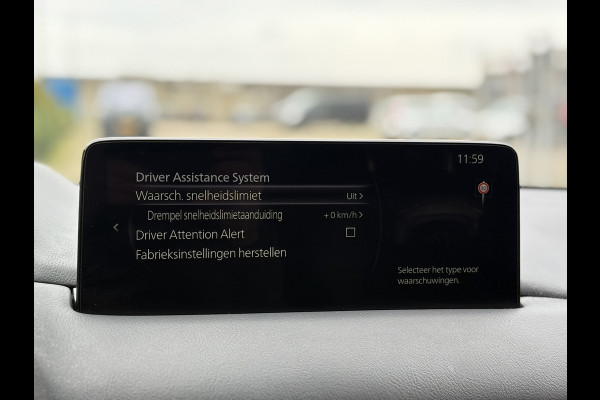 11:59
Driver Assistance System
Waarsch. snelheidslimiet Uit >
Drempel snelheidslimietaanduiding + 0 km/h >
Driver Attention Alert
Fabrieksinstellingen herstellen
Selecteer het type voor
waarschuwingen.